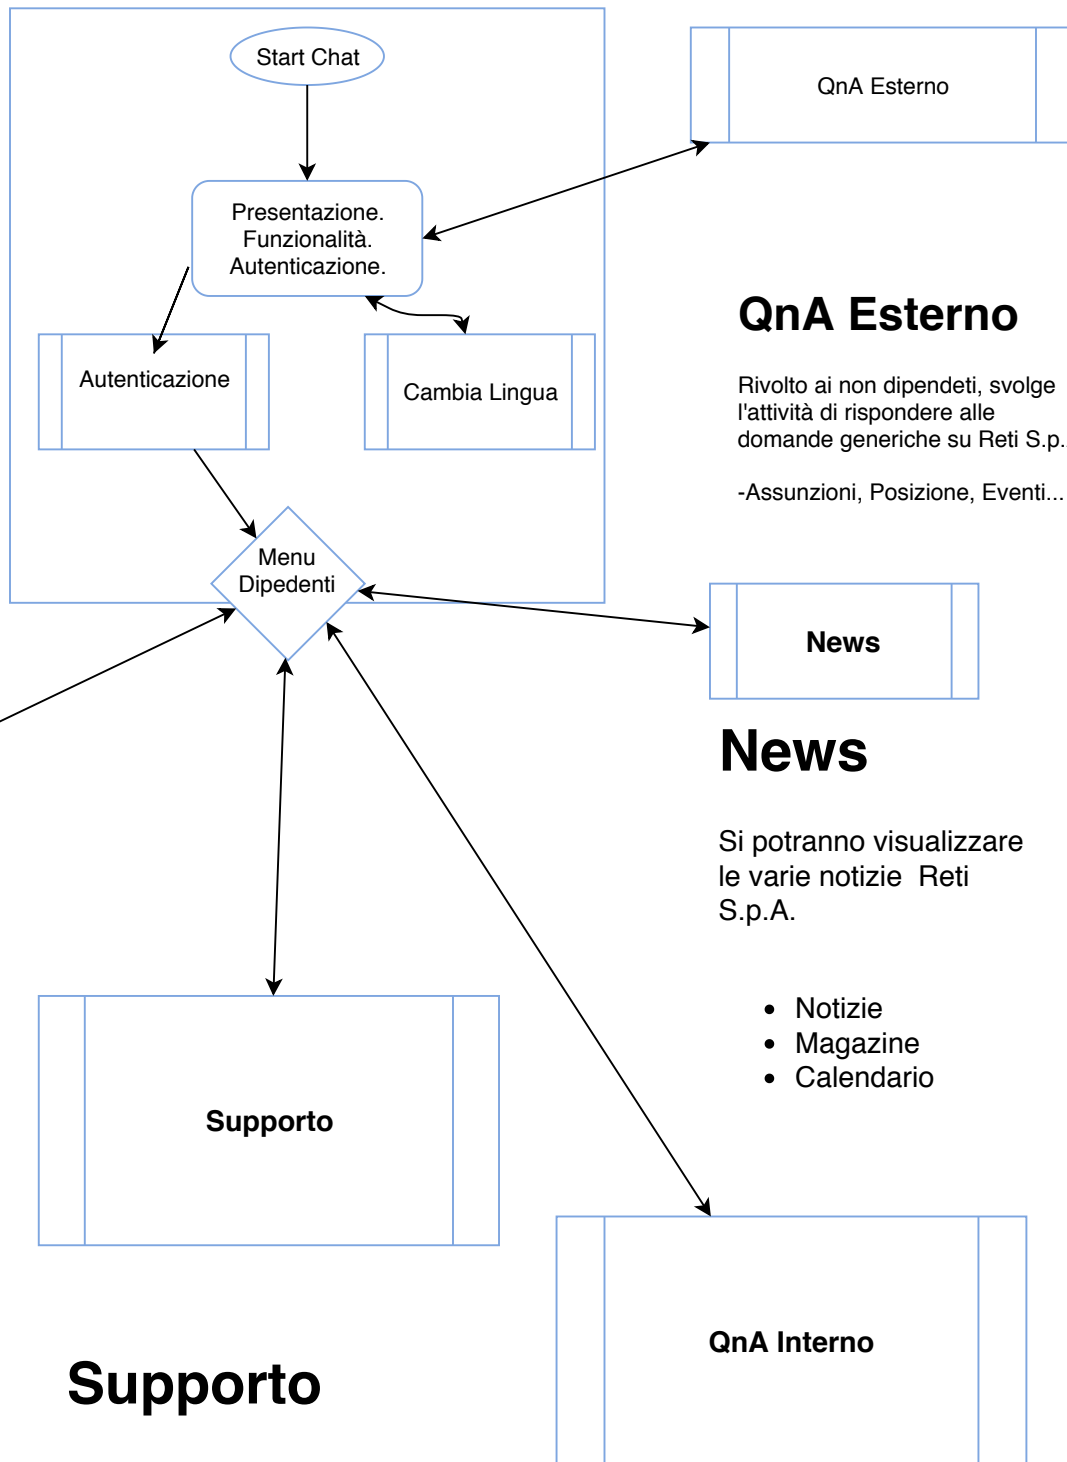 Start Chat
QnA Esterno
Presentazione.
Funzionalità.
Autenticazione.
Autenticazione
Cambia Lingua
QnA Esterno
Rivolto ai non dipendeti, svolge
l'attività di rispondere alle
domande generiche su Reti S.p.
-Assunzioni, Posizione, Eventi...
Menu
Dipedenti
News
News
Si potranno visualizzare
le varie notizie  Reti
S.p.A.
• Notizie
• Magazine
• Calendario
Supporto
QnA Interno
Supporto